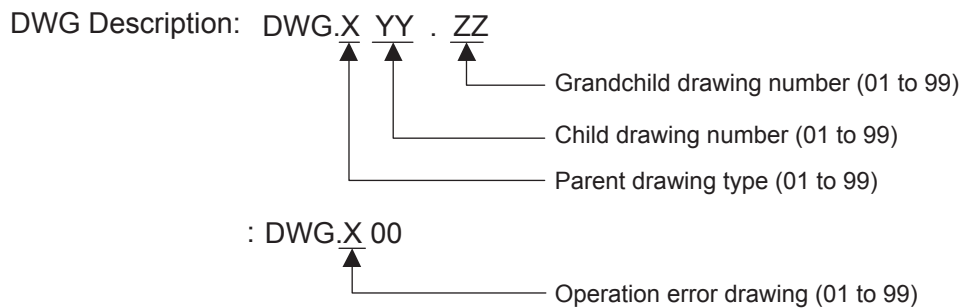 DWG Description: DWG.X YY . ZZ
Grandchild drawing number (01 to 99)
Child drawing number (01 to 99)
Parent drawing type (01 to 99)
: DWG.X 00
Operation error drawing (01 to 99)